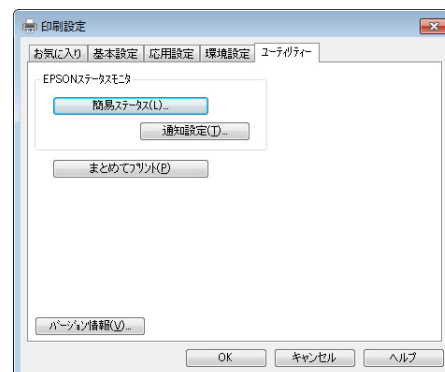 印刷設定
お気に入り 基本設定 応用設定 環境設定 ユーティリティー
EPSONステータスモニタ
簡易ステータス(L)...
通知設定(T)...
まとめてプリント(P)
バージョン情報(V)...
OK キャンセル ヘルプ